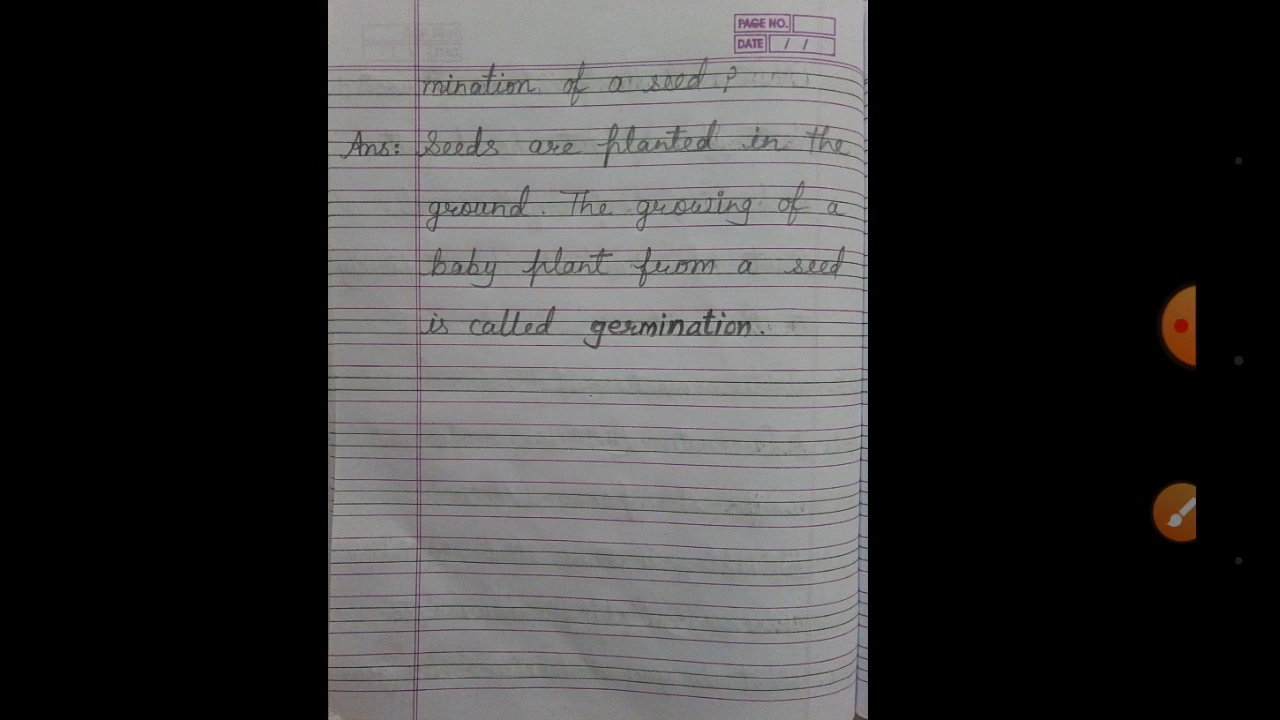 PAGE NO.
DATE / /
mination of a seed?
Ans: Seeds are planted in the
ground. The growing of a
baby plant from a seed
is called germination.